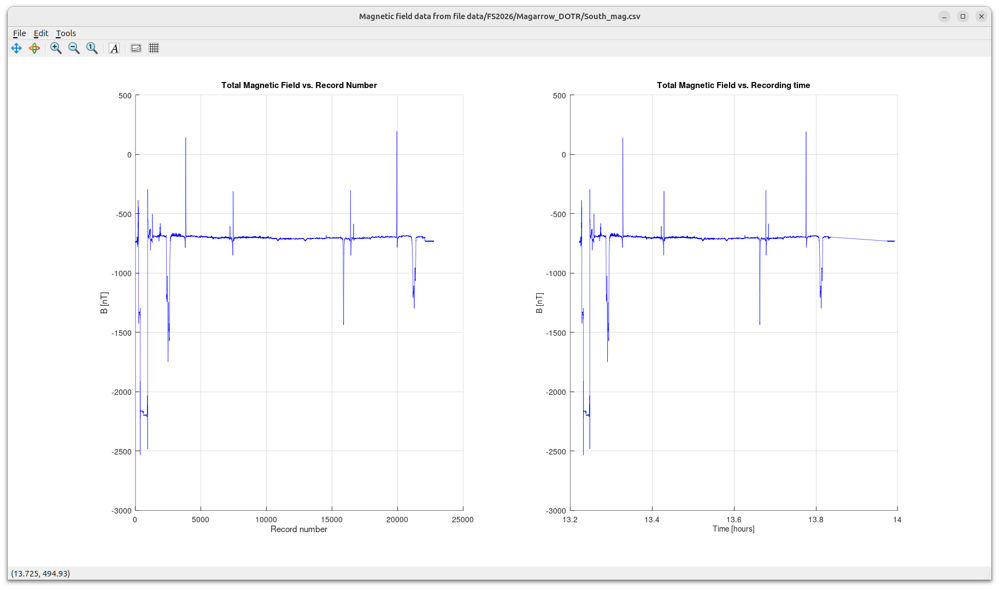 Magnetic field data from file data/FS2026/Magarrow_DOTR/South_mag.csv
File Edit Tools
1 A
Total Magnetic Field vs. Record Number
500
0
-500
-1000
-1500
-2000
-2500
-3000
B [nT]
0 5000 10000 15000 20000 25000
Record number
Total Magnetic Field vs. Recording time
500
0
-500
-1000
-1500
-2000
-2500
-3000
B [nT]
13.2 13.4 13.6 13.8 14
Time [hours]
(13.725, 494.93)